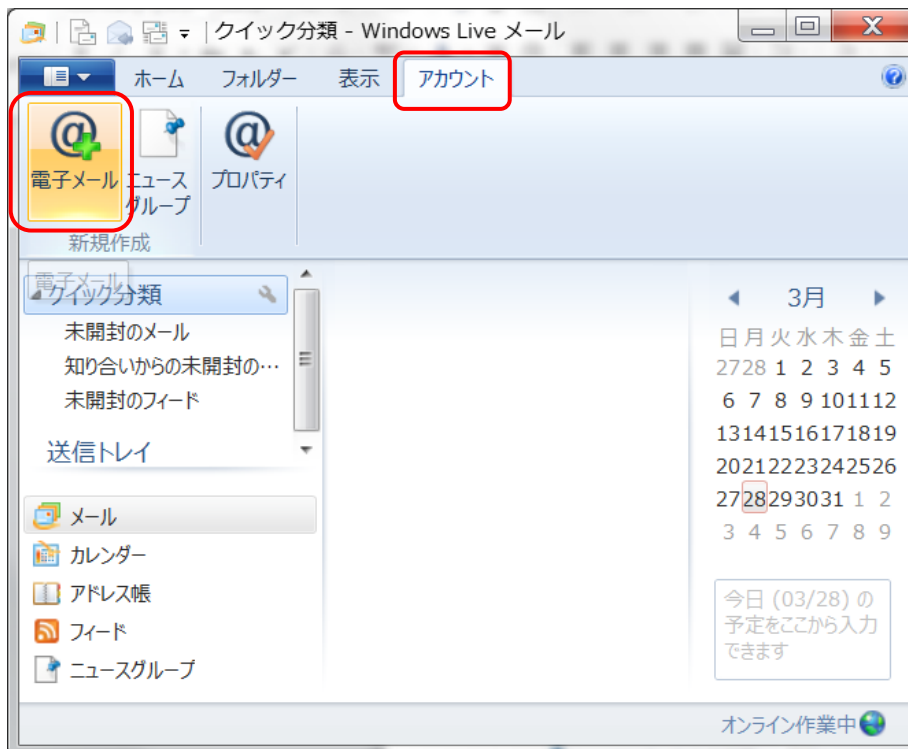 クイック分類 - Windows Live メール
ホーム フォルダー 表示 アカウント
電子メール
ニュース
グループ
プロパティ
新規作成
電子メール
クイック分類
未開封のメール
知り合いからの未開封の…
未開封のフィード
送信トレイ
メール
カレンダー
アドレス帳
フィード
ニュースグループ
3月
日 月 火 水 木 金 土
27 28 1 2 3 4 5
6 7 8 9 10 11 12
13 14 15 16 17 18 19
20 21 22 23 24 25 26
27 28 29 30 31 1 2
3 4 5 6 7 8 9
今日 (03/28) の
予定をここから入力
できます
オンライン作業中